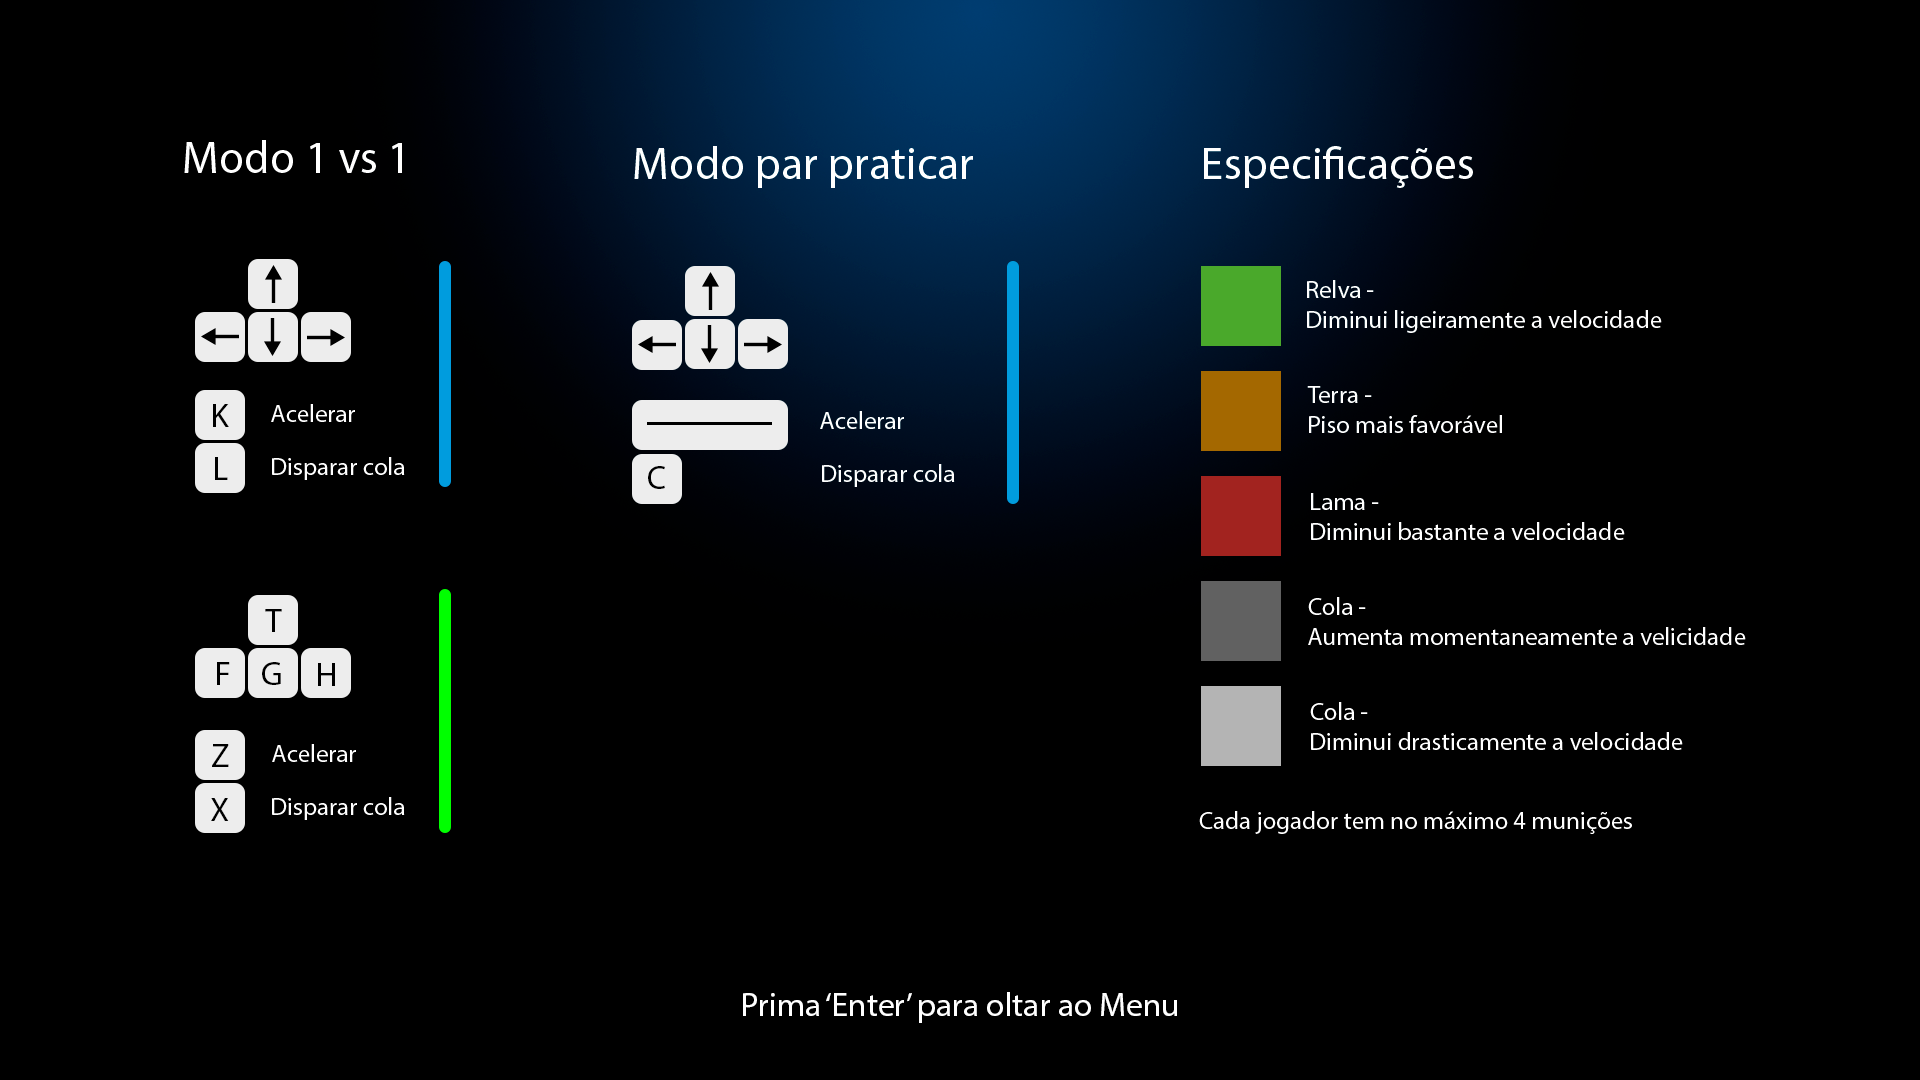 Modo 1 vs 1
K Acelerar
L Disparar cola
T
F G H
Z Acelerar
X Disparar cola
Modo par praticar
Acelerar
C Disparar cola
Especificações
Relva -
Diminui ligeiramente a velocidade
Terra -
Piso mais favorável
Lama -
Diminui bastante a velocidade
Cola -
Aumenta momentaneamente a velicidade
Cola -
Diminui drasticamente a velocidade
Cada jogador tem no máximo 4 munições
Prima ‘Enter’ para oltar ao Menu